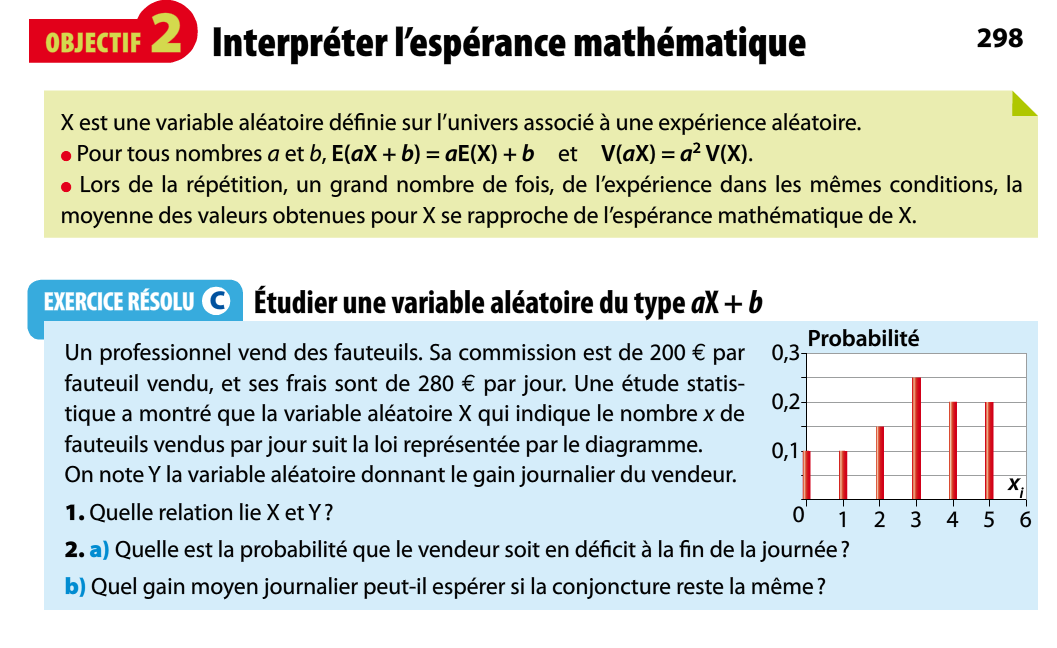 OBJECTIF 2 Interpréter l’espérance mathématique 298
X est une variable aléatoire définie sur l’univers associé à une expérience aléatoire.
• Pour tous nombres a et b, E(aX + b) = aE(X) + b et V(aX) = a² V(X).
• Lors de la répétition, un grand nombre de fois, de l’expérience dans les mêmes conditions, la
moyenne des valeurs obtenues pour X se rapproche de l’espérance mathématique de X.
EXERCICE RÉSOLU C Étudier une variable aléatoire du type aX + b
Un professionnel vend des fauteuils. Sa commission est de 200 € par
fauteuil vendu, et ses frais sont de 280 € par jour. Une étude statis-
tique a montré que la variable aléatoire X qui indique le nombre x de
fauteuils vendus par jour suit la loi représentée par le diagramme.
On note Y la variable aléatoire donnant le gain journalier du vendeur.
1. Quelle relation lie X et Y ?
2. a) Quelle est la probabilité que le vendeur soit en déficit à la fin de la journée ?
b) Quel gain moyen journalier peut-il espérer si la conjoncture reste la même ?
Probabilité
0,3
0,2
0,1
xᵢ
0 1 2 3 4 5 6